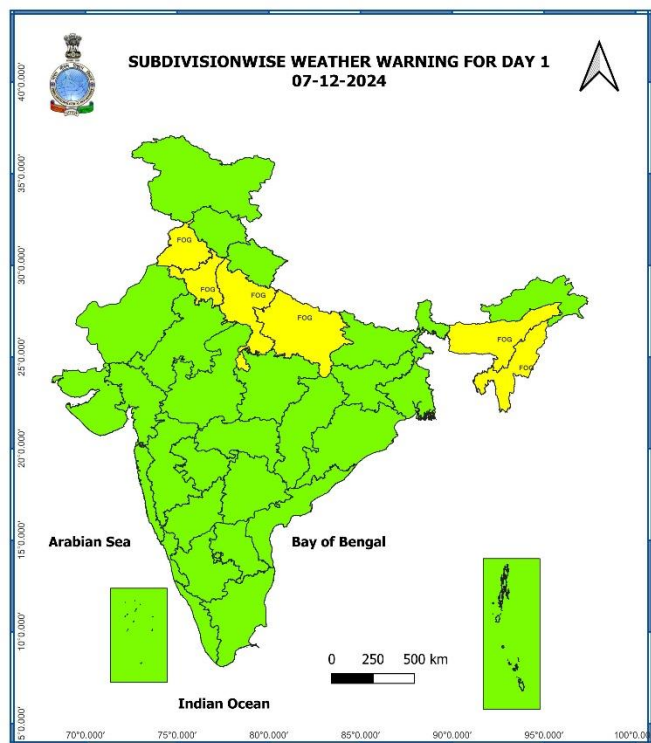 SUBDIVISIONWISE WEATHER WARNING FOR DAY 1
07-12-2024
40°0.000'
35°0.000'
30°0.000'
25°0.000'
20°0.000'
15°0.000'
10°0.000'
5°0.000'
FOG
FOG
FOG
FOG
FOG
FOG
Arabian Sea
Bay of Bengal
0 250 500 km
Indian Ocean
70°0.000' 75°0.000' 80°0.000' 85°0.000' 90°0.000' 95°0.000' 100°0.000'